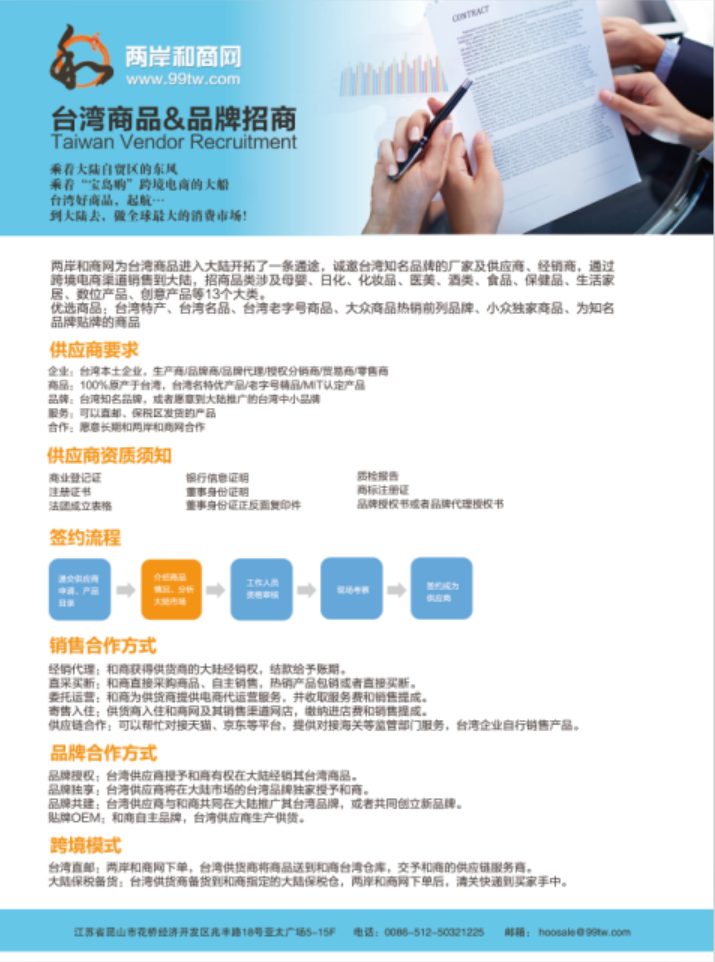 CONTRACT
和
两岸和商网
www.99tw.com
台湾商品&品牌招商
Taiwan Vendor Recruitment
乘着大陆自贸区的东风
乘着“宝岛购”跨境电商的大船
台湾好商品，起航…
到大陆去，做全球最大的消费市场！
两岸和商网为台湾商品进入大陆开拓了一条通途，诚邀台湾知名品牌的厂家及供应商、经销商，通过
跨境电商渠道销售到大陆，招商品类涉及母婴、日化、化妆品、医美、酒类、食品、保健品、生活家
居、数位产品、创意产品等13个大类。
优选商品：台湾特产、台湾名品、台湾老字号商品、大众商品热销前列品牌、小众独家商品、为知名
品牌贴牌的商品
供应商要求
企业：台湾本土企业，生产商/品牌商/品牌代理/授权分销商/贸易商/零售商
商品：100%原产于台湾，台湾名特优产品/老字号精品/MIT认定产品
品牌：台湾知名品牌，或者愿意到大陆推广的台湾中小品牌
服务：可以直邮、保税区发货的产品
合作：愿意长期和两岸和商网合作
供应商资质须知
商业登记证 银行信息证明 质检报告
注册证书 董事身份证明 商标注册证
法团成立表格 董事身份证正反面复印件 品牌授权书或者品牌代理授权书
签约流程
递交供应商
申请、产品
目录
介绍商品
情况、分析
大陆市场
工作人员
资格审核
现场考察
签约成为
供应商
销售合作方式
经销代理：和商获得供货商的大陆经销权，结款给予账期。
直采买断：和商直接采购商品、自主销售，热销产品包销或者直接买断。
委托运营：和商为供货商提供电商代运营服务，并收取服务费和销售提成。
寄售入住：供货商入住和商网及其销售渠道网店，缴纳进店费和销售提成。
供应链合作：可以帮忙对接天猫、京东等平台，提供对接海关等监管部门服务，台湾企业自行销售产品。
品牌合作方式
品牌授权：台湾供应商授予和商有权在大陆经销其台湾商品。
品牌独享：台湾供应商将在大陆市场的台湾品牌独家授予和商。
品牌共建：台湾供应商与和商共同在大陆推广其台湾品牌，或者共同创立新品牌。
贴牌OEM：和商自主品牌，台湾供应商生产供货。
跨境模式
台湾直邮：两岸和商网下单，台湾供货商将商品送到和商台湾仓库，交予和商的供应链服务商。
大陆保税备货：台湾供货商备货到和商指定的大陆保税仓，两岸和商网下单后，清关快递到买家手中。
江苏省昆山市花桥经济开发区兆丰路18号亚太广场5-15F 电话：0086-512-50321225 邮箱： hoosale@99tw.com